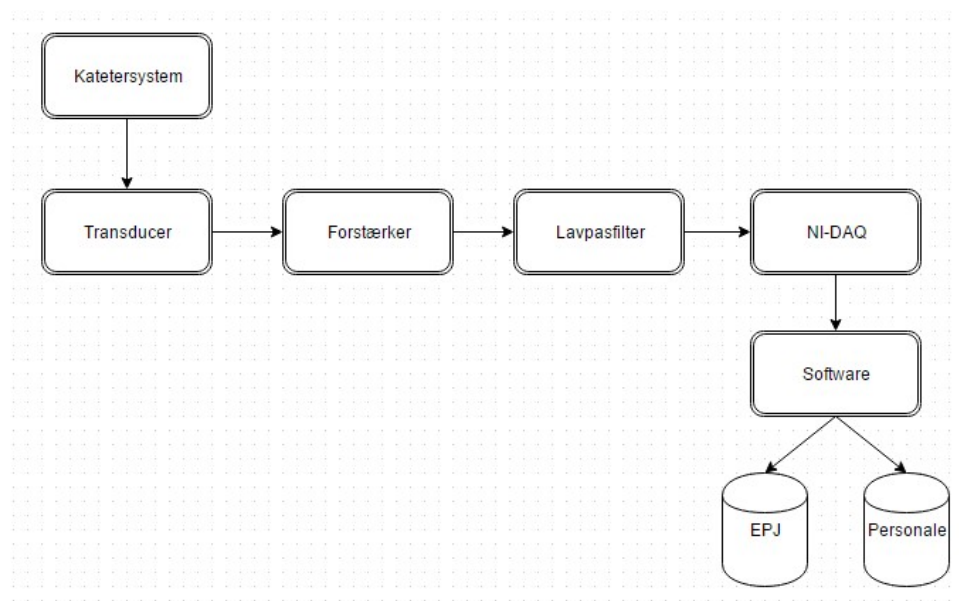 Katetersystem
Transducer
Forstærker
Lavpasfilter
NI-DAQ
Software
EPJ
Personale